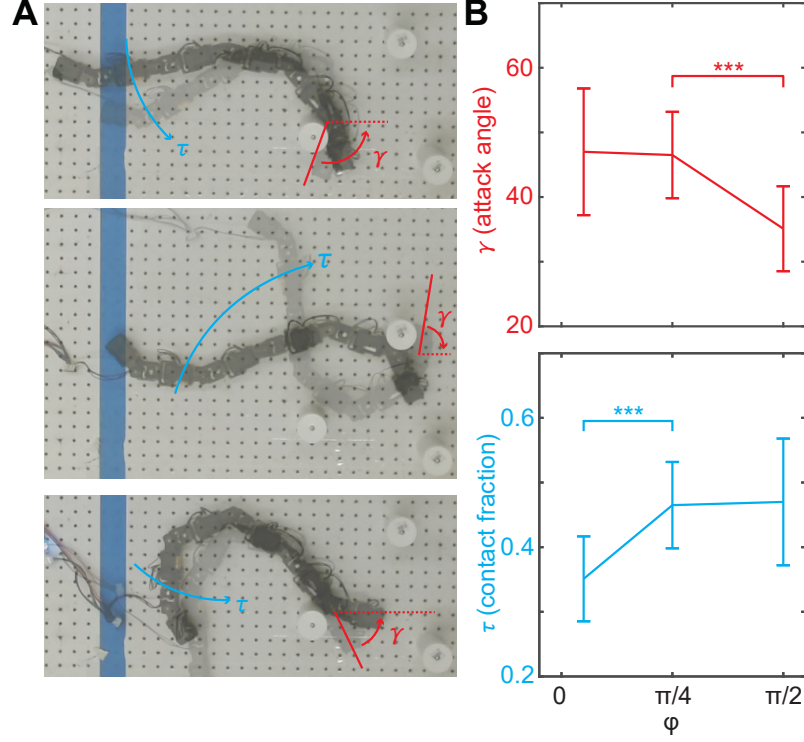 A
τ
γ
τ
γ
τ
γ
B
60
40
20
γ (attack angle)
***
0.6
0.4
0.2
τ (contact fraction)
***
0
π/4
π/2
φ